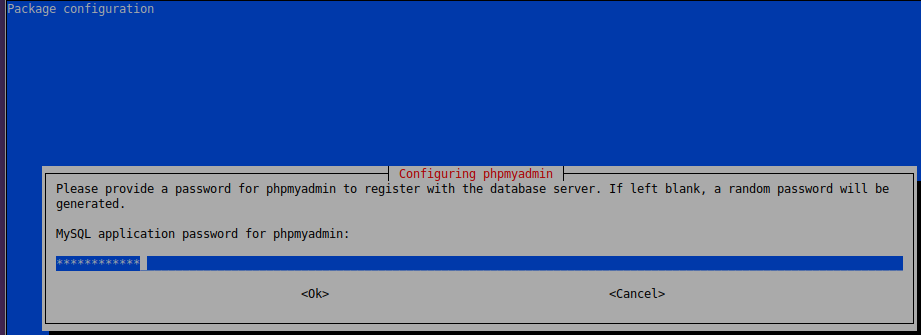 Package configuration
Configuring phpmyadmin
Please provide a password for phpmyadmin to register with the database server. If left blank, a random password will be
generated.
MySQL application password for phpmyadmin:
************
<Ok> <Cancel>